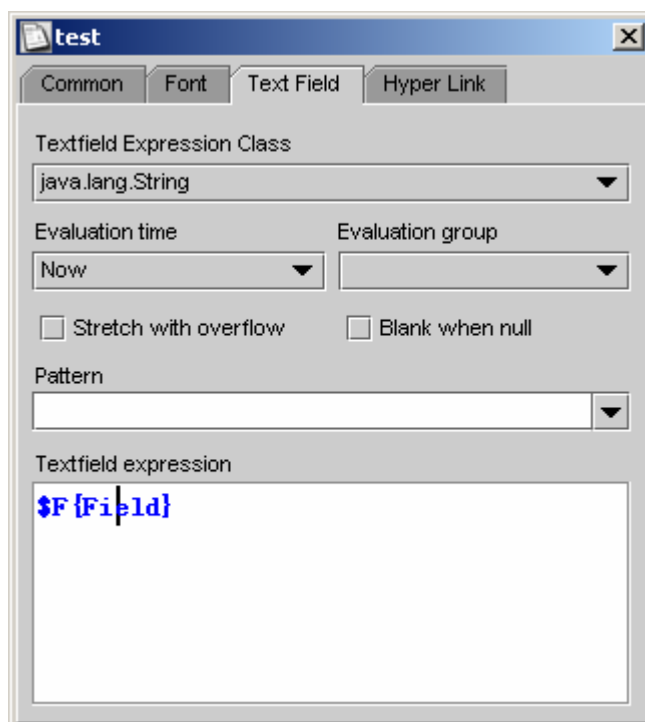 test
Common Font Text Field Hyper Link
Textfield Expression Class
java.lang.String
Evaluation time Evaluation group
Now
Stretch with overflow Blank when null
Pattern
Textfield expression
$F{Field}